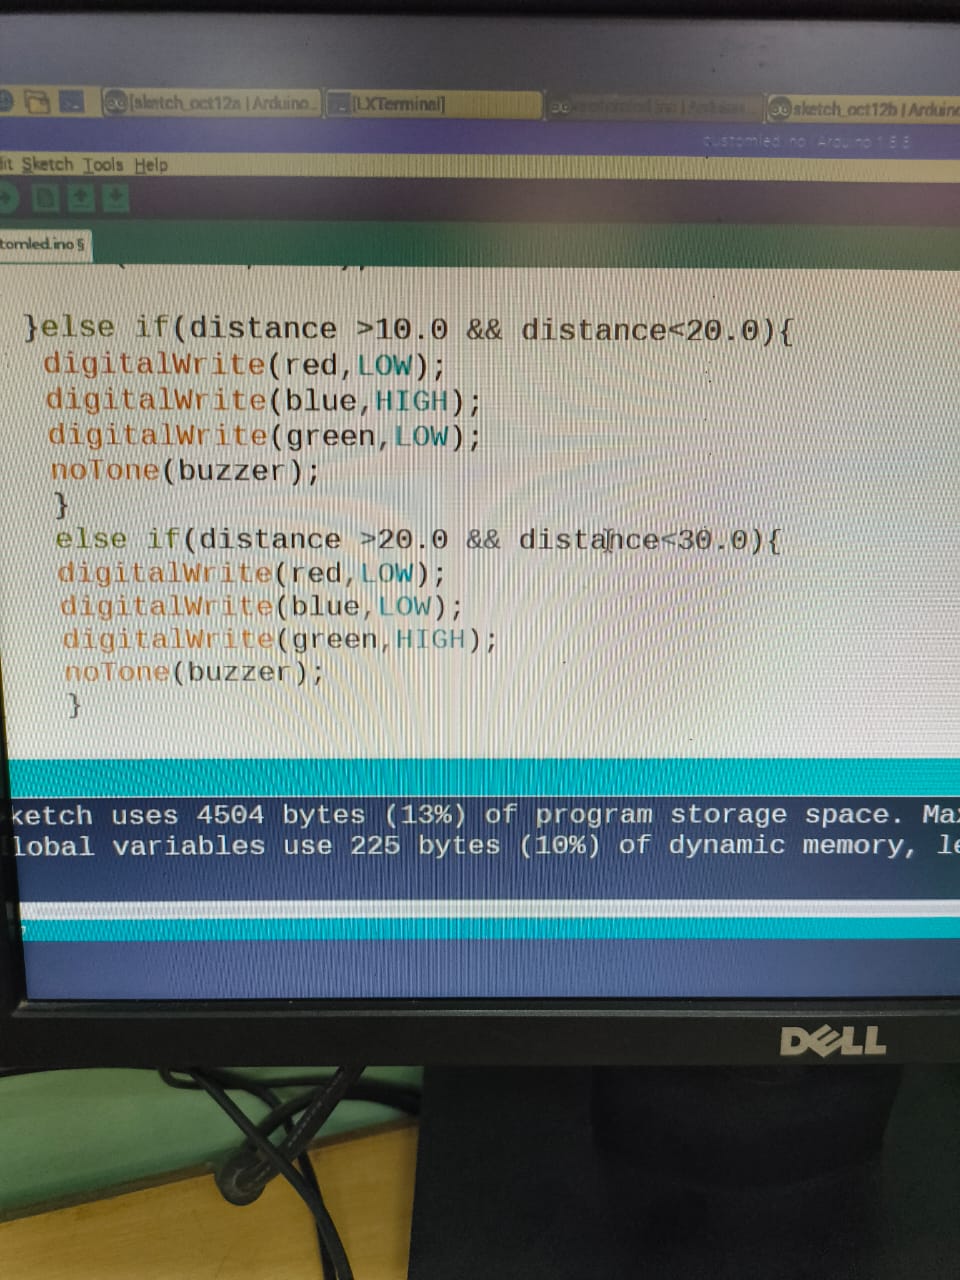 [sketch_oct12a | Arduino... [LXTerminal] sketch_oct12b | Arduino
customled.ino Arduino 1.8.8
dit Sketch Tools Help
tomled.ino §
}else if(distance >10.0 && distance<20.0){
digitalWrite(red,LOW);
digitalWrite(blue,HIGH);
digitalWrite(green,LOW);
noTone(buzzer);
}
else if(distance >20.0 && distance<30.0){
digitalWrite(red,LOW);
digitalWrite(blue,LOW);
digitalWrite(green,HIGH);
noTone(buzzer);
}
ketch uses 4504 bytes (13%) of program storage space. Max
lobal variables use 225 bytes (10%) of dynamic memory, le
DELL